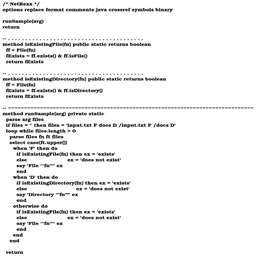 /* NetRexx */
options replace format comments java crossref symbols binary
runSample(arg)
return
-- . . . . . . . . . . . . . . . . . . . . . . . . . . . . . . . . . . . .
method isExistingFile(fn) public static returns boolean
ff = File(fn)
fExists = ff.exists() & ff.isFile()
return fExists
-- . . . . . . . . . . . . . . . . . . . . . . . . . . . . . . . . . . . .
method isExistingDirectory(fn) public static returns boolean
ff = File(fn)
fExists = ff.exists() & ff.isDirectory()
return fExists
-- =============================================================================
method runSample(arg) private static
parse arg files
if files = '' then files = 'input.txt F docs D /input.txt F /docs D'
loop while files.length > 0
parse files fn ft files
select case(ft.upper())
when 'F' then do
if isExistingFile(fn) then ex = 'exists'
else ex = 'does not exist'
say 'File '''fn''' ex
end
when 'D' then do
if isExistingDirectory(fn) then ex = 'exists'
else ex = 'does not exist'
say 'Directory '''fn''' ex
end
otherwise do
if isExistingFile(fn) then ex = 'exists'
else ex = 'does not exist'
say 'File '''fn''' ex
end
end
end
return